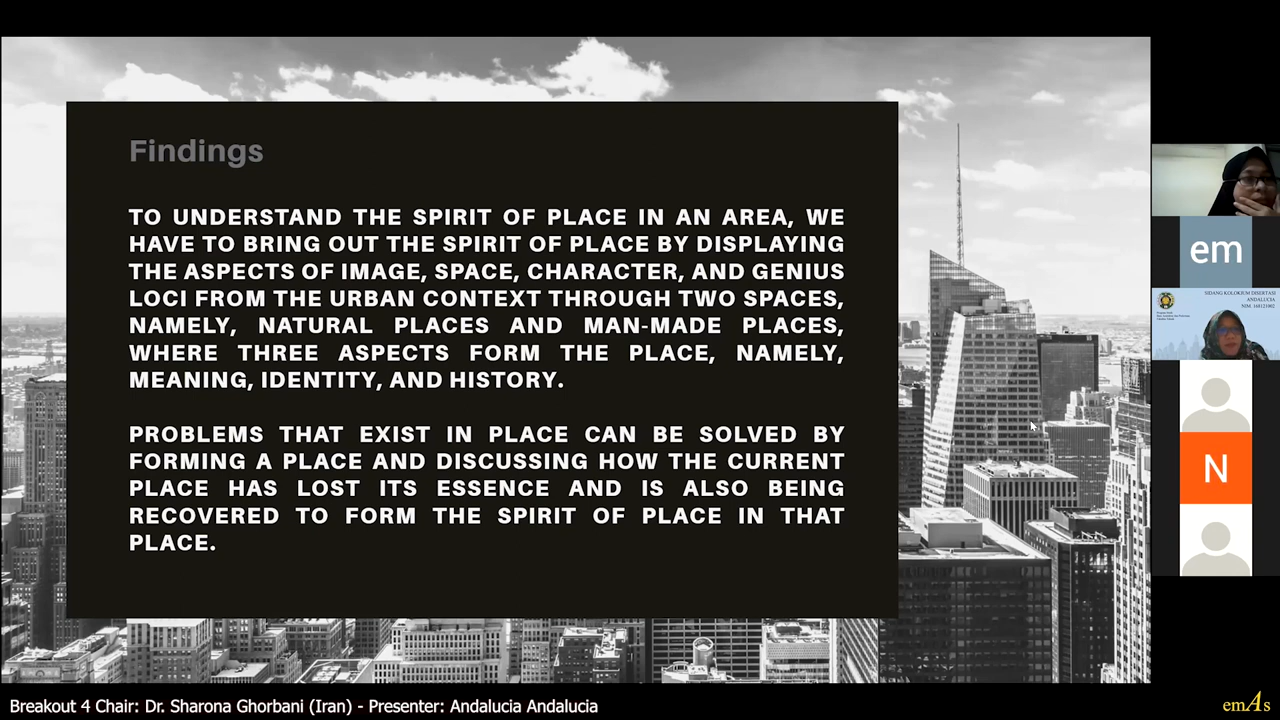 Findings
TO UNDERSTAND THE SPIRIT OF PLACE IN AN AREA, WE
HAVE TO BRING OUT THE SPIRIT OF PLACE BY DISPLAYING
THE ASPECTS OF IMAGE, SPACE, CHARACTER, AND GENIUS
LOCI FROM THE URBAN CONTEXT THROUGH TWO SPACES,
NAMELY, NATURAL PLACES AND MAN-MADE PLACES,
WHERE THREE ASPECTS FORM THE PLACE, NAMELY,
MEANING, IDENTITY, AND HISTORY.
PROBLEMS THAT EXIST IN PLACE CAN BE SOLVED BY
FORMING A PLACE AND DISCUSSING HOW THE CURRENT
PLACE HAS LOST ITS ESSENCE AND IS ALSO BEING
RECOVERED TO FORM THE SPIRIT OF PLACE IN THAT
PLACE.
em
SIDANG KOLOKIUM DISERTASI
ANDALUCIA
N
Breakout 4 Chair: Dr. Sharona Ghorbani (Iran) - Presenter: Andalucia Andalucia
emAs